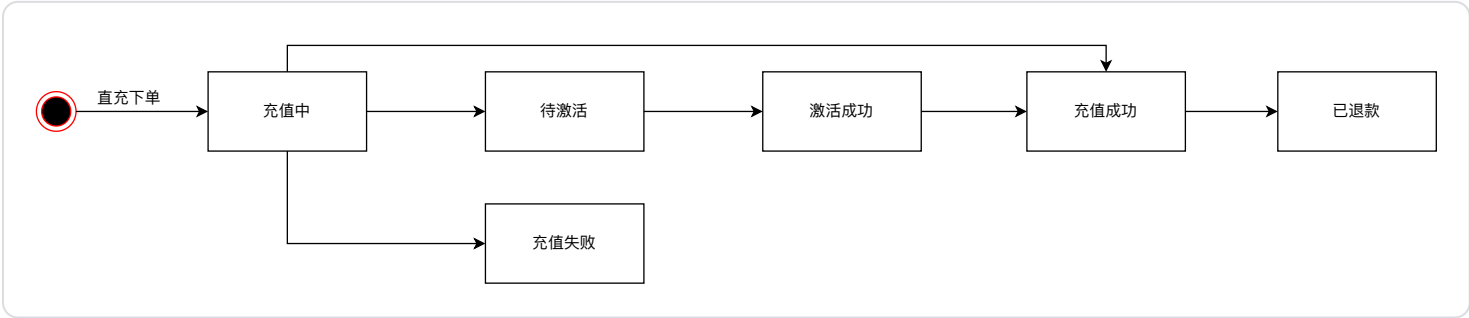 直充下单
充值中
待激活
激活成功
充值成功
已退款
充值失败